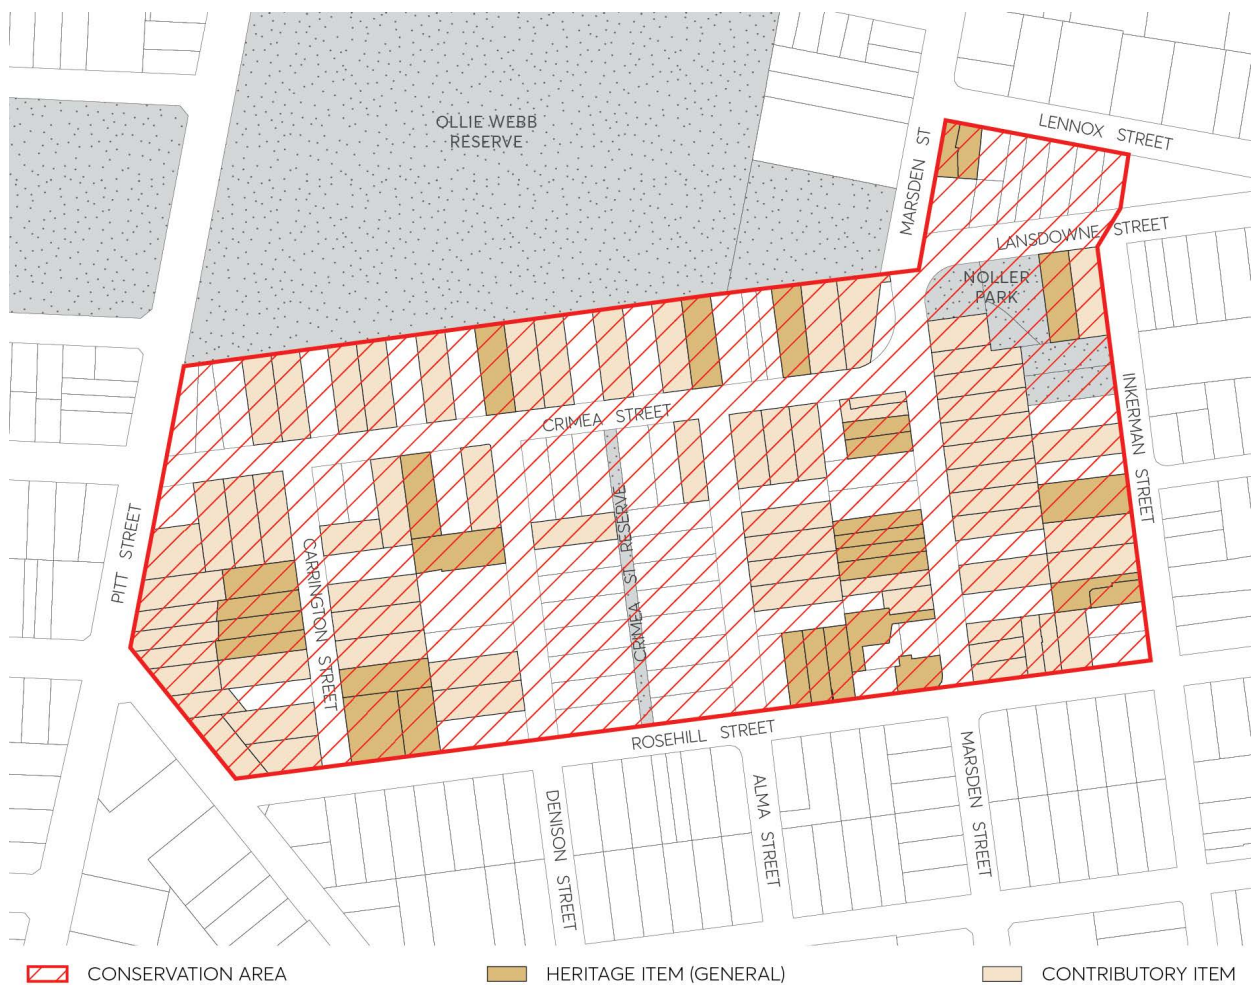 OLLIE WEBB
RESERVE
LENNOX STREET
MARSDEN ST
LANSDOWNE STREET
NOLLER
PARK
CRIMEA STREET
INKERMAN STREET
PITT STREET
CARRINGTON STREET
CRIMEA ST RESERVE
ROSEHILL STREET
DENISON STREET
ALMA STREET
MARSDEN STREET
CONSERVATION AREA
HERITAGE ITEM (GENERAL)
CONTRIBUTORY ITEM